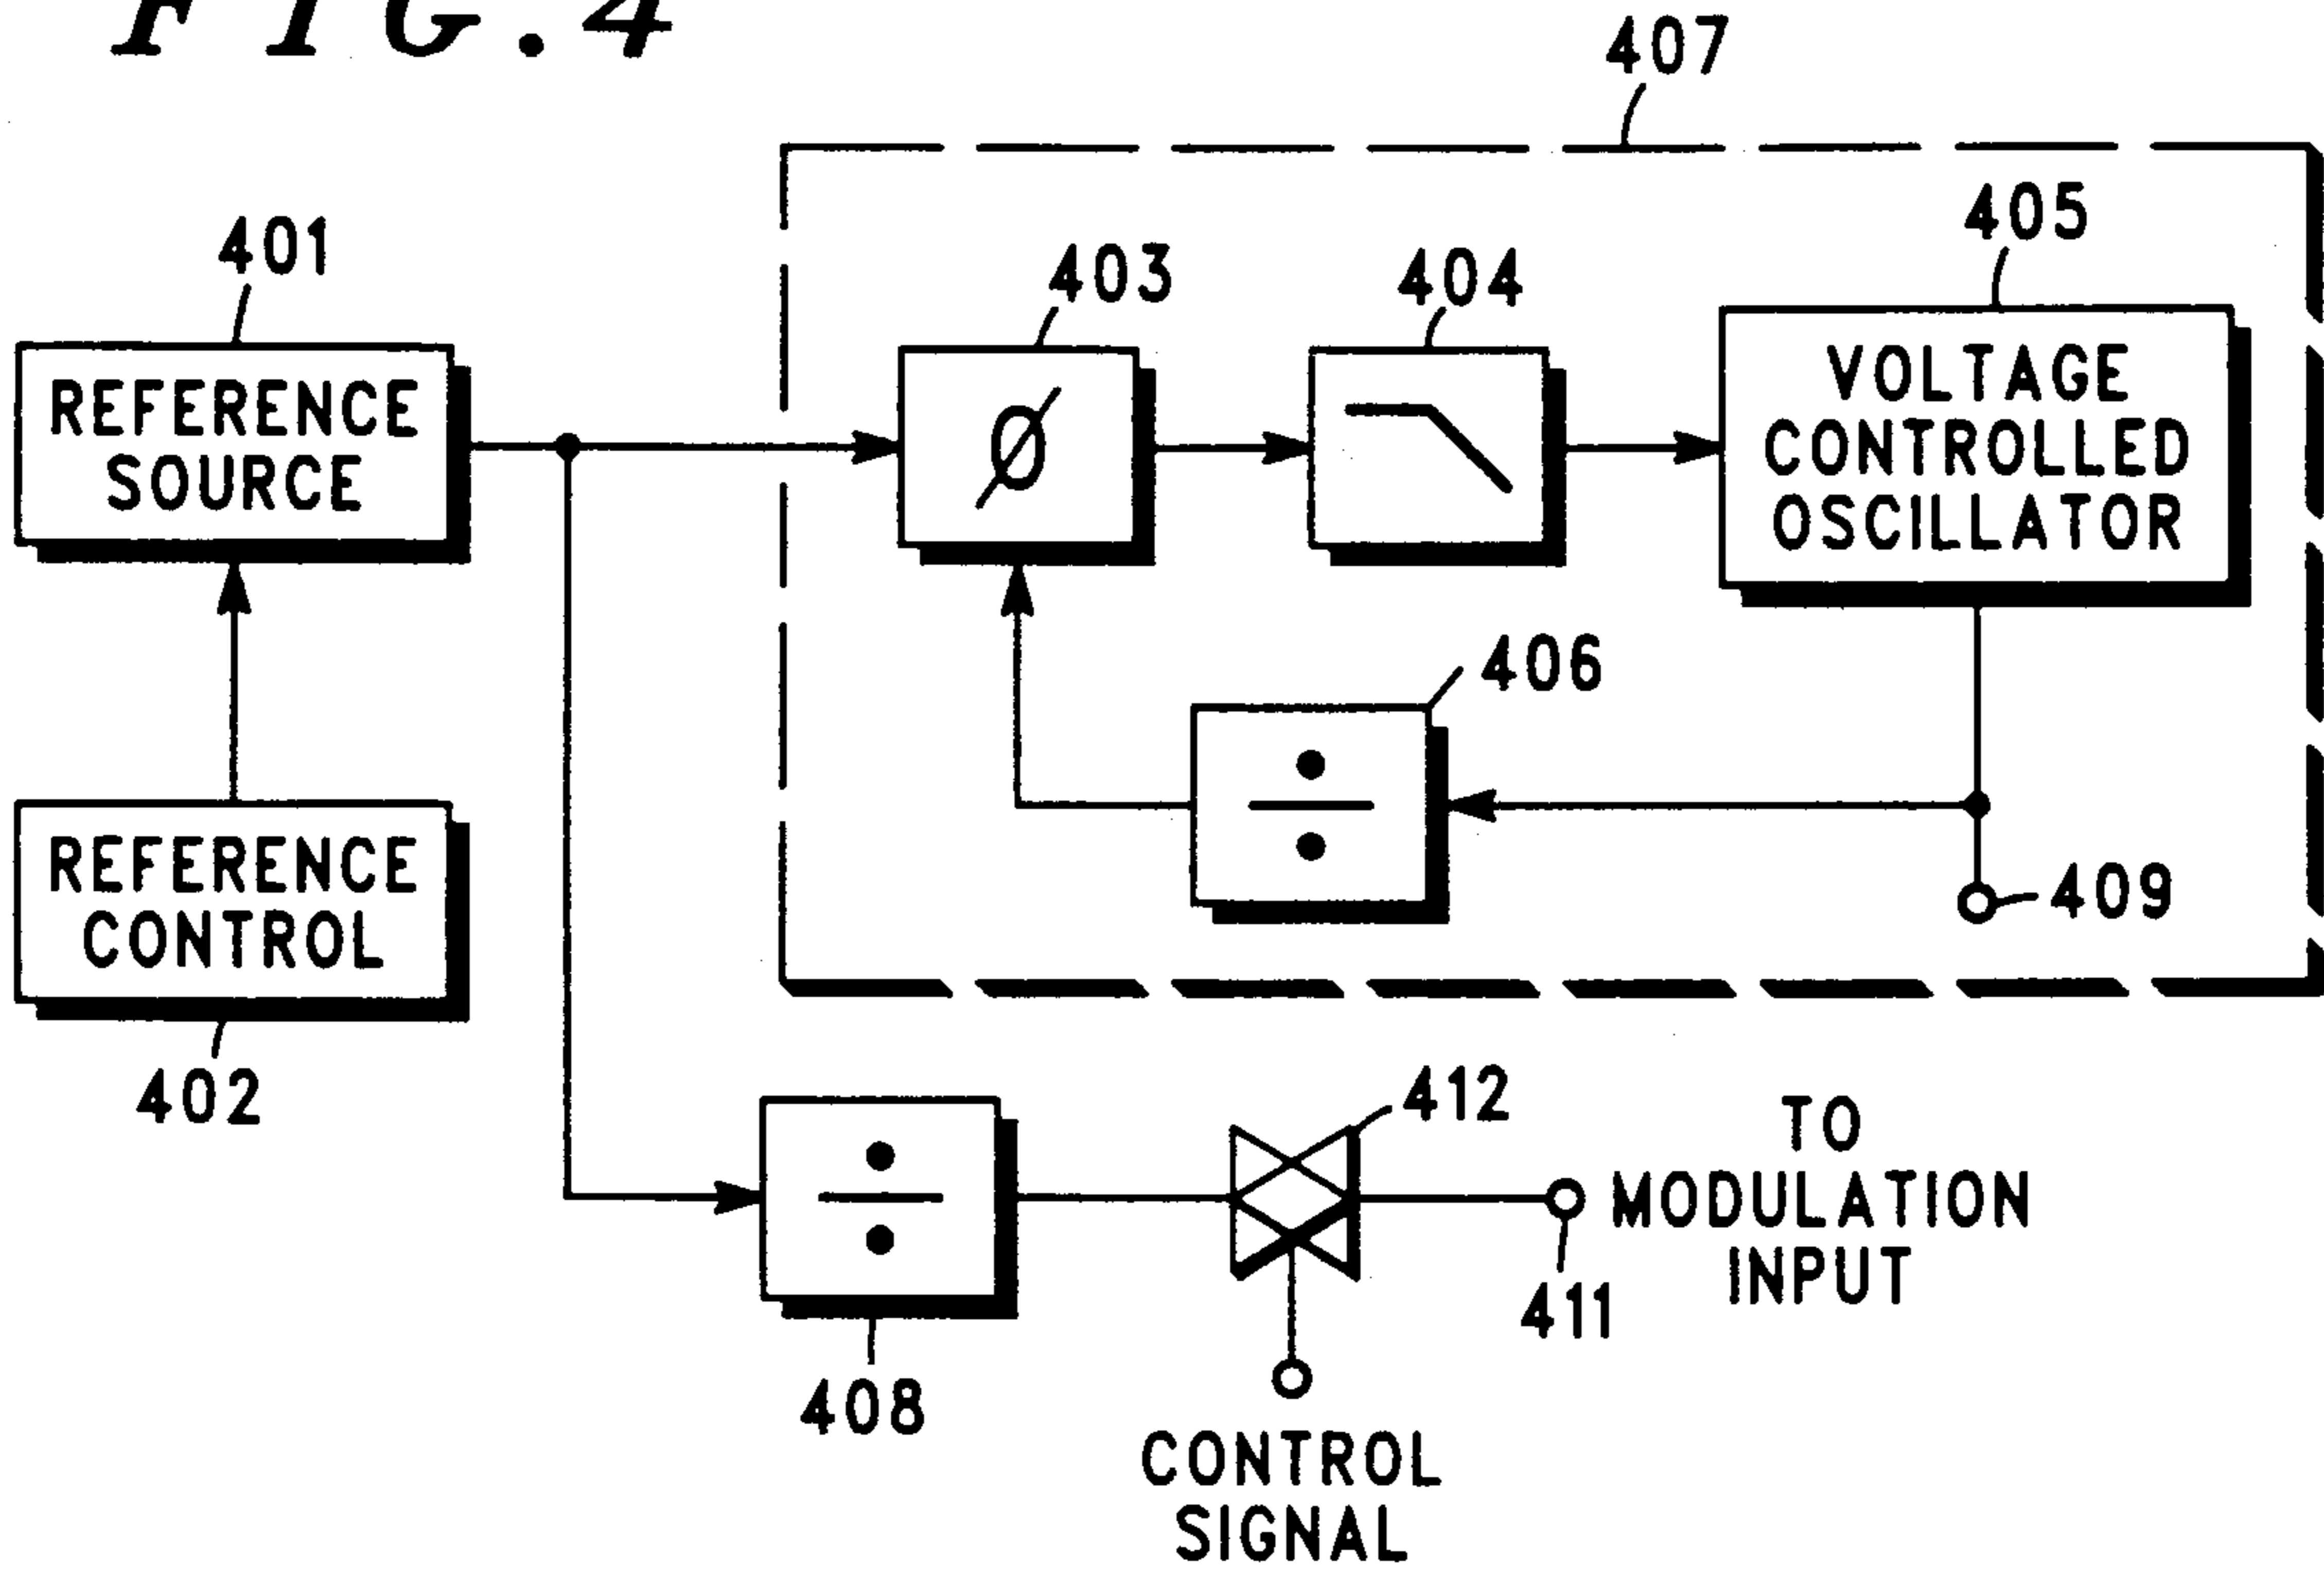 FIG.4
407
401
403
404
405
REFERENCE
SOURCE
Ø
VOLTAGE
CONTROLLED
OSCILLATOR
406
÷
REFERENCE
CONTROL
409
402
412
÷
TO
MODULATION
INPUT
411
408
CONTROL
SIGNAL